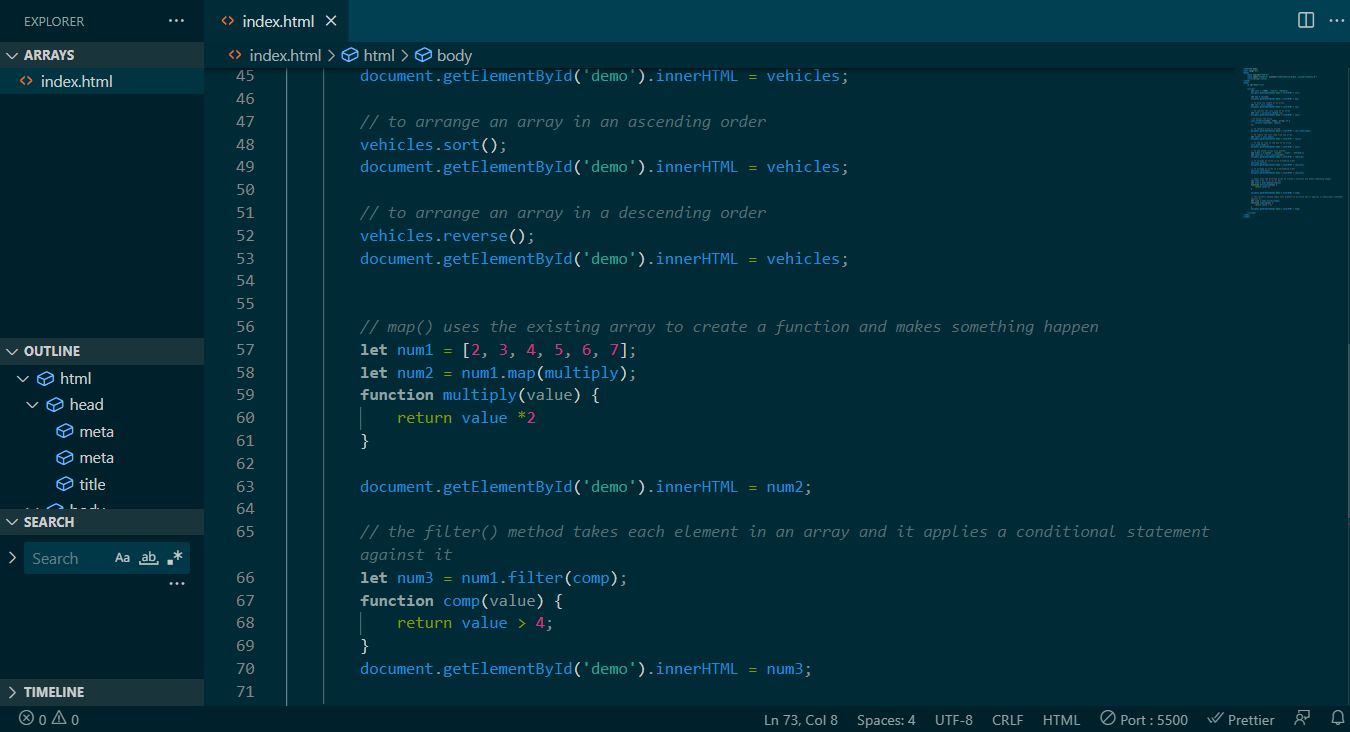 EXPLORER ···
ARRAYS
index.html
OUTLINE
html
head
meta
meta
title
body
SEARCH
Search Aa ab .*
···
TIMELINE
index.html ×
···
index.html > html > body
45 document.getElementById('demo').innerHTML = vehicles;
46
47 // to arrange an array in an ascending order
48 vehicles.sort();
49 document.getElementById('demo').innerHTML = vehicles;
50
51 // to arrange an array in a descending order
52 vehicles.reverse();
53 document.getElementById('demo').innerHTML = vehicles;
54
55
56 // map() uses the existing array to create a function and makes something happen
57 let num1 = [2, 3, 4, 5, 6, 7];
58 let num2 = num1.map(multiply);
59 function multiply(value) {
60 return value *2
61 }
62
63 document.getElementById('demo').innerHTML = num2;
64
65 // the filter() method takes each element in an array and it applies a conditional statement
against it
66 let num3 = num1.filter(comp);
67 function comp(value) {
68 return value > 4;
69 }
70 document.getElementById('demo').innerHTML = num3;
71
0 0 Ln 73, Col 8 Spaces: 4 UTF-8 CRLF HTML Port : 5500 Prettier